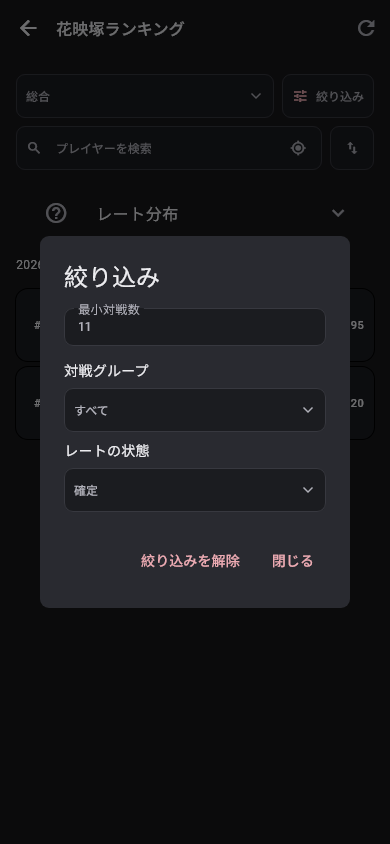 花映塚ランキング
総合
絞り込み
プレイヤーを検索
レート分布
2026
絞り込み
最小対戦数
11
# 95
対戦グループ
すべて
# 20
レートの状態
確定
絞り込みを解除 閉じる